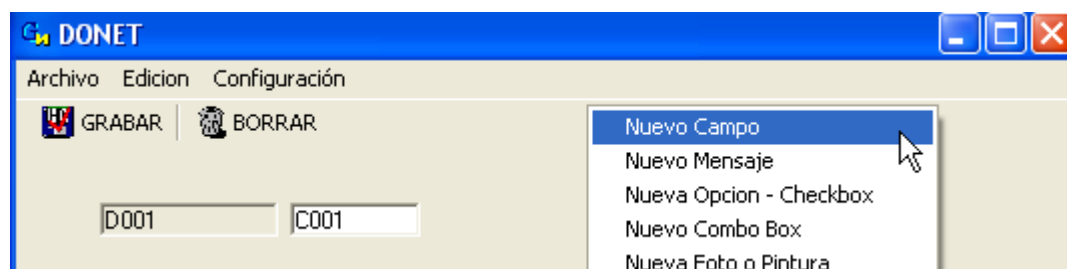 DONET
Archivo Edicion Configuración
GRABAR BORRAR
Nuevo Campo
Nuevo Mensaje
Nueva Opcion - Checkbox
D001 C001
Nuevo Combo Box
Nueva Foto o Pintura